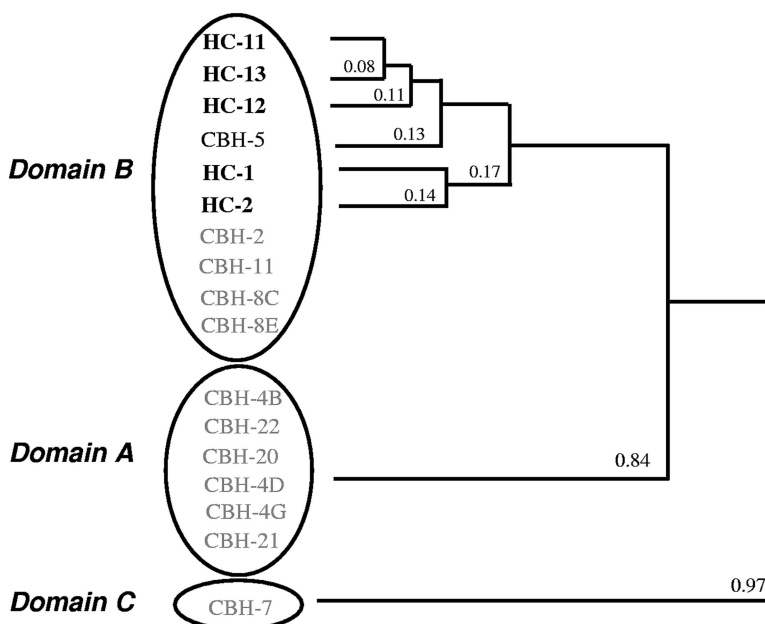 HC-11
HC-13
HC-12
CBH-5
HC-1
HC-2
CBH-2
CBH-11
CBH-8C
CBH-8E
Domain B
0.08
0.11
0.13
0.17
0.14
CBH-4B
CBH-22
CBH-20
CBH-4D
CBH-4G
CBH-21
Domain A
0.84
Domain C
CBH-7
0.97